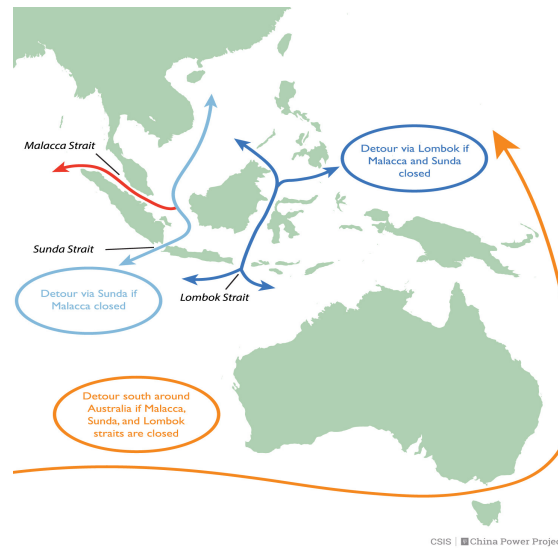 Malacca Strait
Detour via Lombok if
Malacca and Sunda
closed
Sunda Strait
Detour via Sunda if
Malacca closed
Lombok Strait
Detour south around
Australia if Malacca,
Sunda, and Lombok
straits are closed
CSIS | China Power Projec